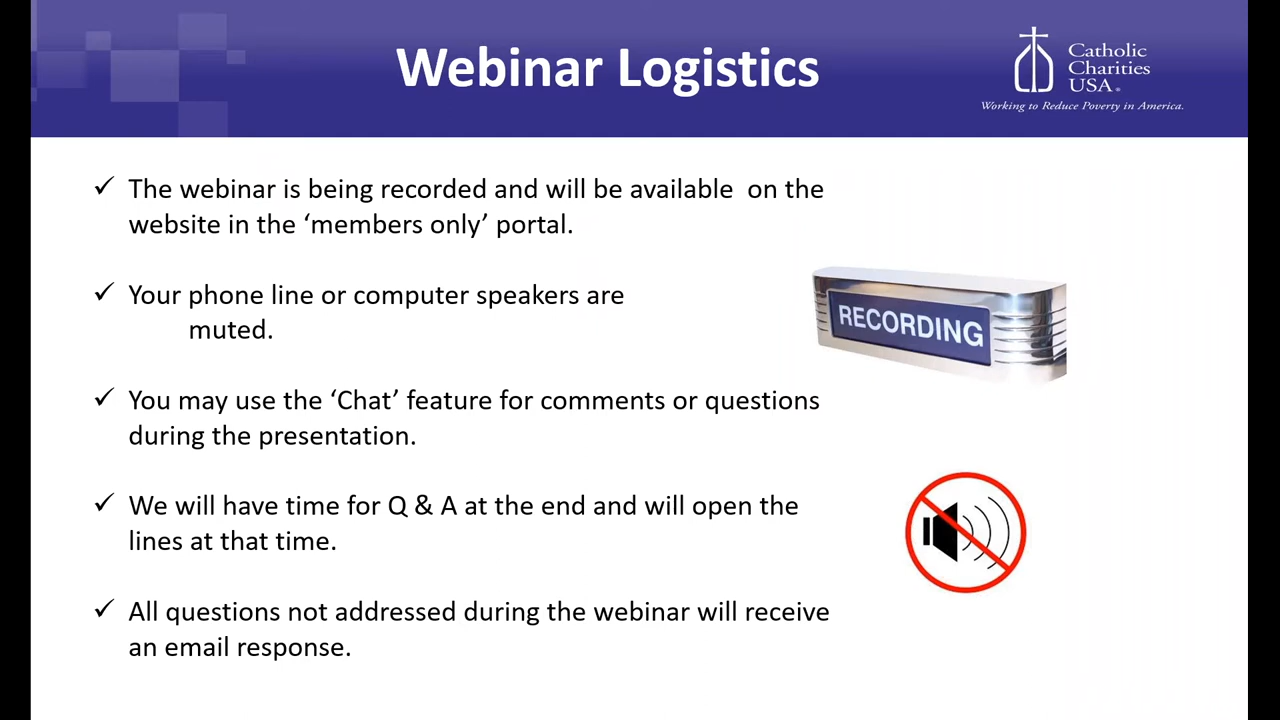 Webinar Logistics
Catholic
Charities
USA®
Working to Reduce Poverty in America.
✓ The webinar is being recorded and will be available on the
website in the ‘members only’ portal.
✓ Your phone line or computer speakers are
muted.
RECORDING
✓ You may use the ‘Chat’ feature for comments or questions
during the presentation.
✓ We will have time for Q & A at the end and will open the
lines at that time.
✓ All questions not addressed during the webinar will receive
an email response.